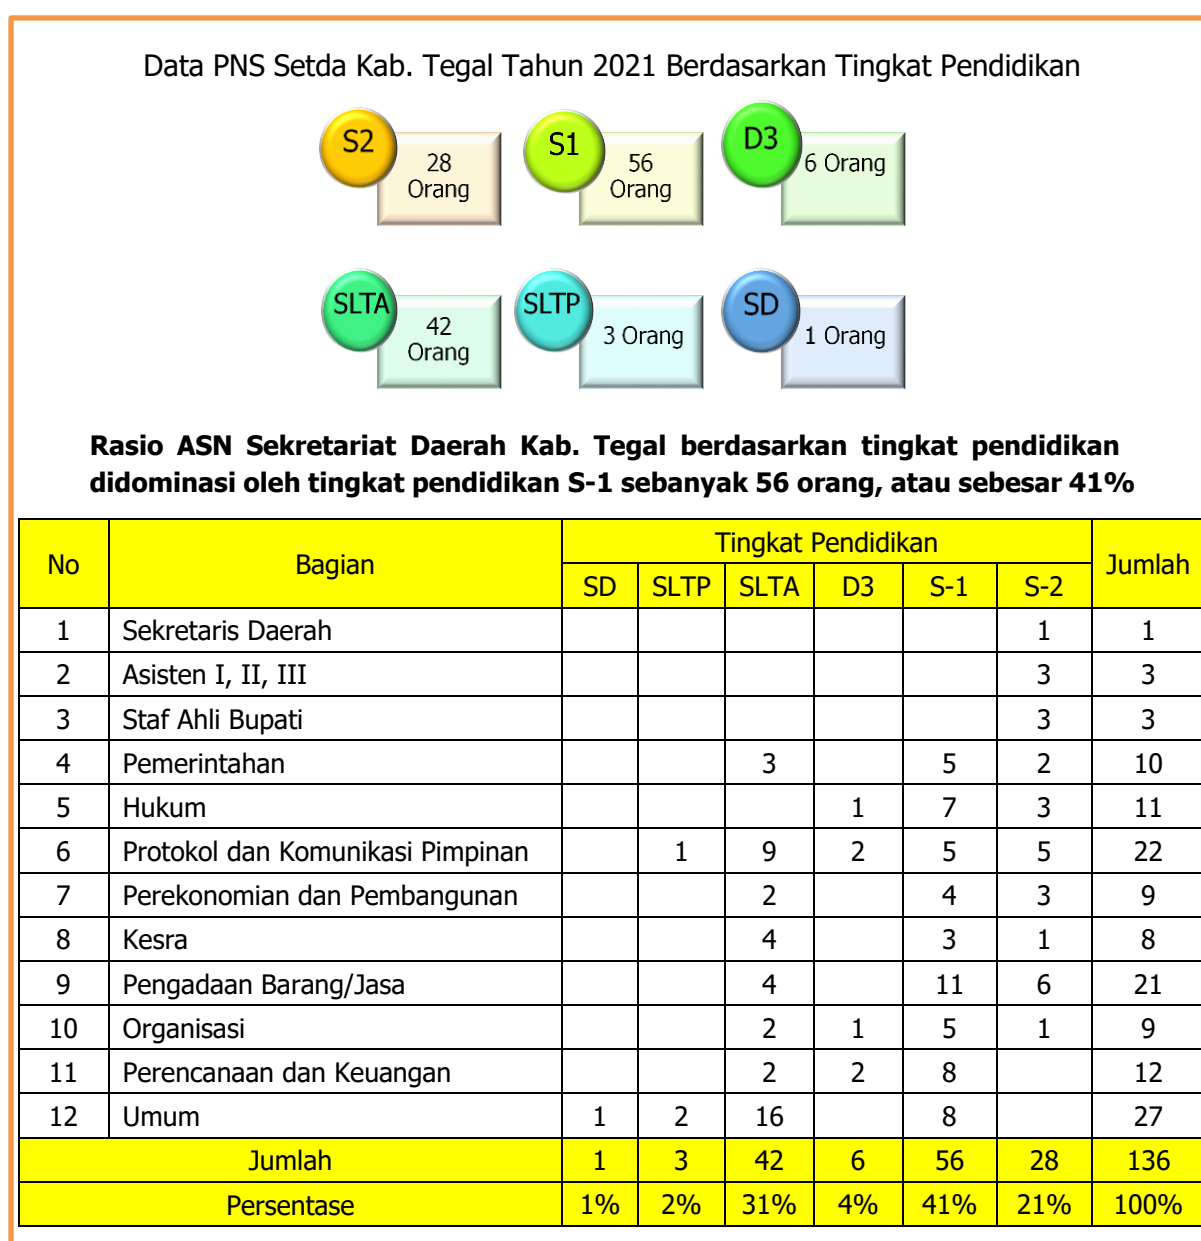 Data PNS Setda Kab. Tegal Tahun 2021 Berdasarkan Tingkat Pendidikan
S2
28
Orang
S1
56
Orang
D3
6 Orang
SLTA
42
Orang
SLTP
3 Orang
SD
1 Orang
Rasio ASN Sekretariat Daerah Kab. Tegal berdasarkan tingkat pendidikan
didominasi oleh tingkat pendidikan S-1 sebanyak 56 orang, atau sebesar 41%
No Bagian Tingkat Pendidikan Jumlah
SD SLTP SLTA D3 S-1 S-2
1 Sekretaris Daerah 1 1
2 Asisten I, II, III 3 3
3 Staf Ahli Bupati 3 3
4 Pemerintahan 3 5 2 10
5 Hukum 1 7 3 11
6 Protokol dan Komunikasi Pimpinan 1 9 2 5 5 22
7 Perekonomian dan Pembangunan 2 4 3 9
8 Kesra 4 3 1 8
9 Pengadaan Barang/Jasa 4 11 6 21
10 Organisasi 2 1 5 1 9
11 Perencanaan dan Keuangan 2 2 8 12
12 Umum 1 2 16 8 27
Jumlah 1 3 42 6 56 28 136
Persentase 1% 2% 31% 4% 41% 21% 100%